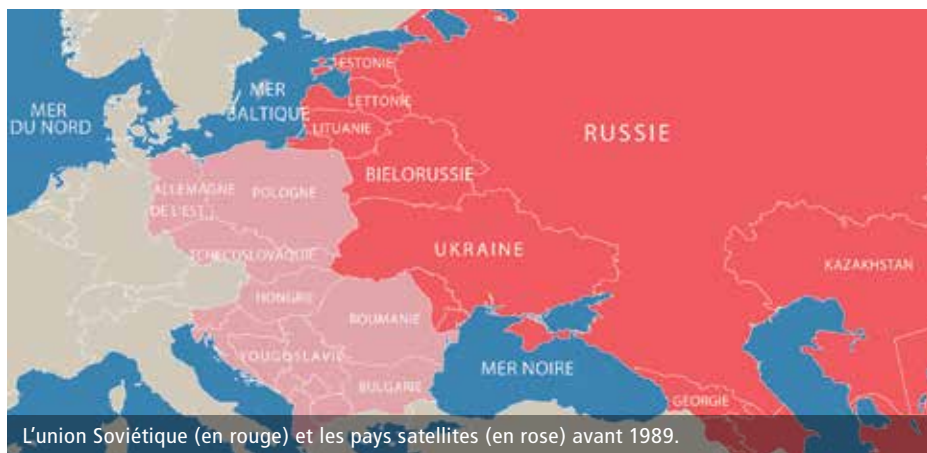 ESTONIE
MER
BALTIQUE
MER
DU NORD
LETTONIE
LITUANIE
RUSSIE
BIELORUSSIE
ALLEMAGNE
DE L'EST
POLOGNE
TCHECOSLOVAQUIE
UKRAINE
KAZAKHSTAN
HONGRIE
ROUMANIE
YOUGOSLAVIE
MER NOIRE
BULGARIE
GEORGIE
L'union Soviétique (en rouge) et les pays satellites (en rose) avant 1989.